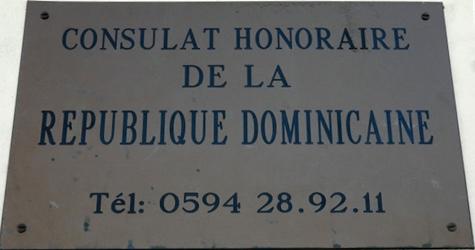 CONSULAT HONORAIRE
DE LA
REPUBLIQUE DOMINICAINE
Tél: 0594 28.92.11